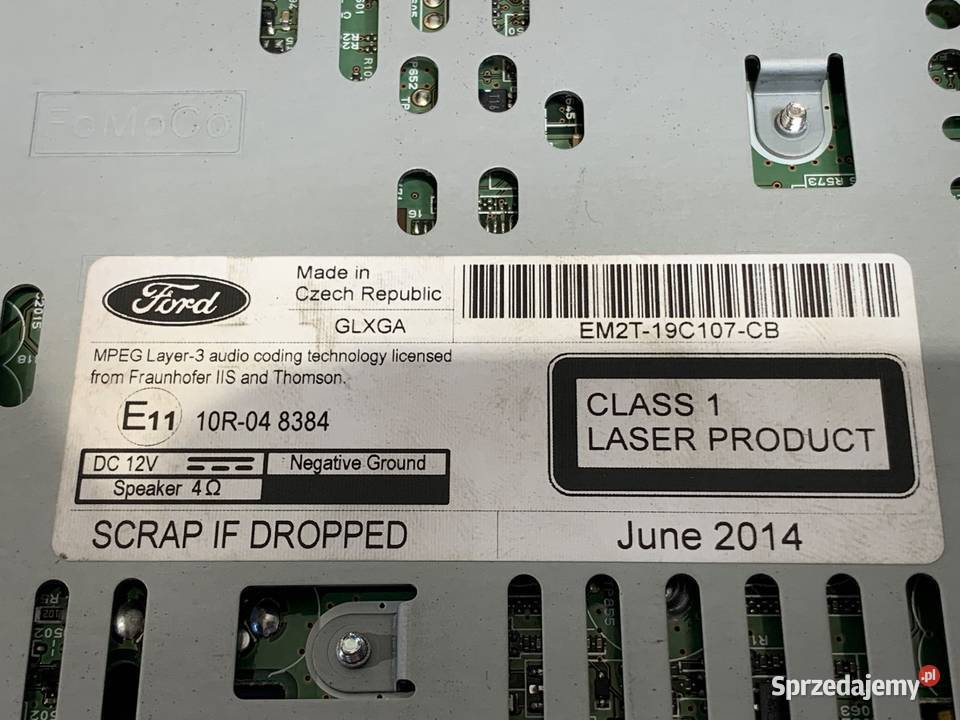 FoMoCo
R573
Ford
Made in
Czech Republic
GLXGA
EM2T-19C107-CB
MPEG Layer-3 audio coding technology licensed
from Fraunhofer IIS and Thomson.
E11 10R-04 8384
CLASS 1
LASER PRODUCT
DC 12V Negative Ground
Speaker 4Ω
SCRAP IF DROPPED
June 2014
Sprzedajemy.pl